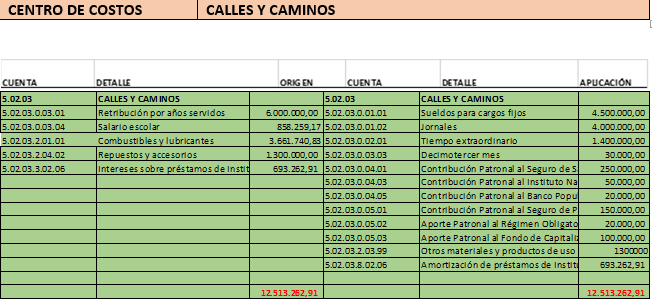 CENTRO DE COSTOS CALLES Y CAMINOS
CUENTA DETALLE ORIGEN CUENTA DETALLE APLICACIÓN
5.02.03 CALLES Y CAMINOS 5.02.03 CALLES Y CAMINOS
5.02.03.0.03.01 Retribución por años servidos 6.000.000,00 5.02.03.0.01.01 Sueldos para cargos fijos 4.500.000,00
5.02.03.0.03.04 Salario escolar 858.259,17 5.02.03.0.01.02 Jornales 4.000.000,00
5.02.03.2.01.01 Combustibles y lubricantes 3.661.740,83 5.02.03.0.02.01 Tiempo extraordinario 1.400.000,00
5.02.03.2.04.02 Repuestos y accesorios 1.300.000,00 5.02.03.0.03.03 Decimotercer mes 30.000,00
5.02.03.3.02.06 Intereses sobre préstamos de Instit 693.262,91 5.02.03.0.04.01 Contribución Patronal al Seguro de S 250.000,00
5.02.03.0.04.03 Contribución Patronal al Instituto Na 50.000,00
5.02.03.0.04.05 Contribución Patronal al Banco Popu 20.000,00
5.02.03.0.05.01 Contribución Patronal al Seguro de P 150.000,00
5.02.03.0.05.02 Aporte Patronal al Régimen Obligato 20.000,00
5.02.03.0.05.03 Aporte Patronal al Fondo de Capitaliz 100.000,00
5.02.03.2.03.99 Otros materiales y productos de uso 1300000
5.02.03.8.02.06 Amortización de préstamos de Instit 693.262,91
12.513.262,91 12.513.262,91